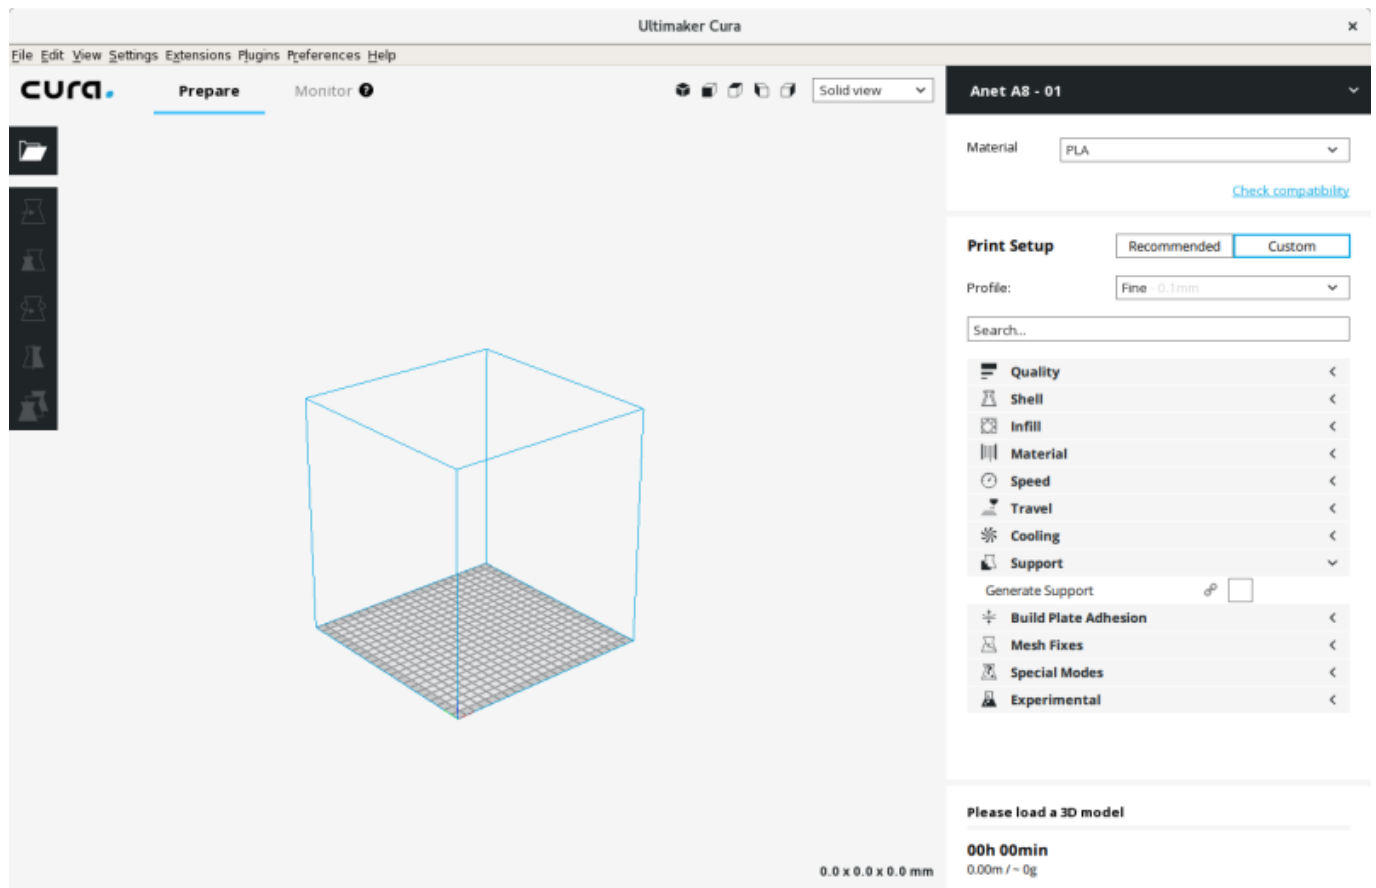 Ultimaker Cura
File Edit View Settings Extensions Plugins Preferences Help
cura. Prepare Monitor ? Solid view Anet A8 - 01
Material PLA
Check compatibility
Print Setup Recommended Custom
Profile: Fine - 0.1mm
Search...
Quality
Shell
Infill
Material
Speed
Travel
Cooling
Support
Generate Support
Build Plate Adhesion
Mesh Fixes
Special Modes
Experimental
Please load a 3D model
00h 00min
0.0 x 0.0 x 0.0 mm 0.00m / ~ 0g